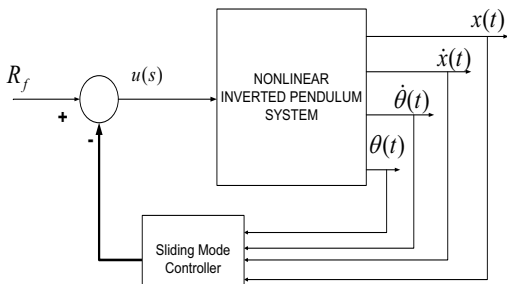 x(t)
ẋ(t)
R_f
u(s)
NONLINEAR
INVERTED PENDULUM
SYSTEM
θ̇(t)
θ(t)
+
-
Sliding Mode
Controller